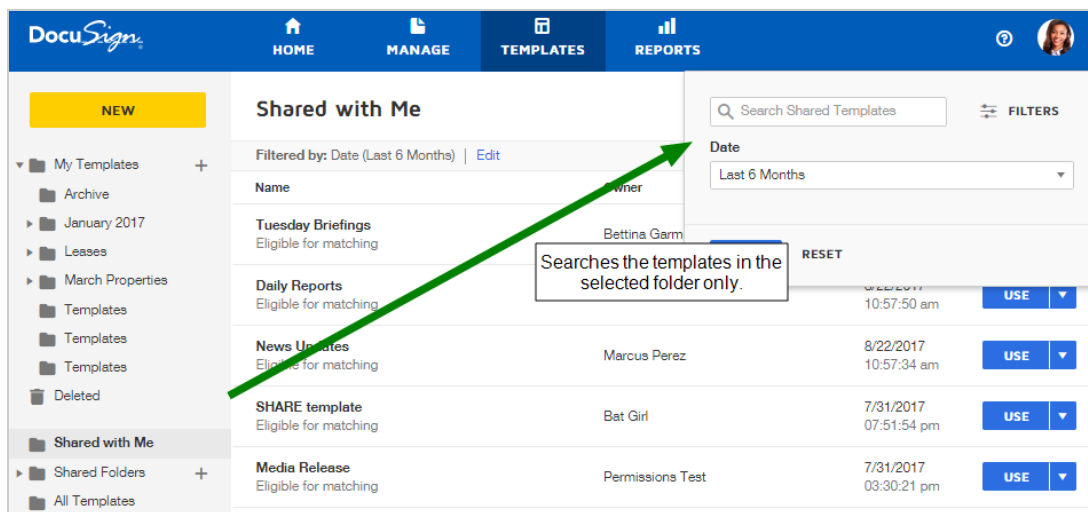 DocuSign
HOME
MANAGE
TEMPLATES
REPORTS
NEW
My Templates
Archive
January 2017
Leases
March Properties
Templates
Templates
Templates
Deleted
Shared with Me
Shared Folders
All Templates
Shared with Me
Filtered by: Date (Last 6 Months) | Edit
Name
Tuesday Briefings
Eligible for matching
Bettina Garm
Daily Reports
Eligible for matching
10:57:50 am
USE
News Updates
Eligible for matching
Marcus Perez
8/22/2017
10:57:34 am
USE
SHARE template
Eligible for matching
Bat Girl
7/31/2017
07:51:54 pm
USE
Media Release
Eligible for matching
Permissions Test
7/31/2017
03:30:21 pm
USE
Search Shared Templates
FILTERS
Date
Last 6 Months
RESET
Searches the templates in the
selected folder only.